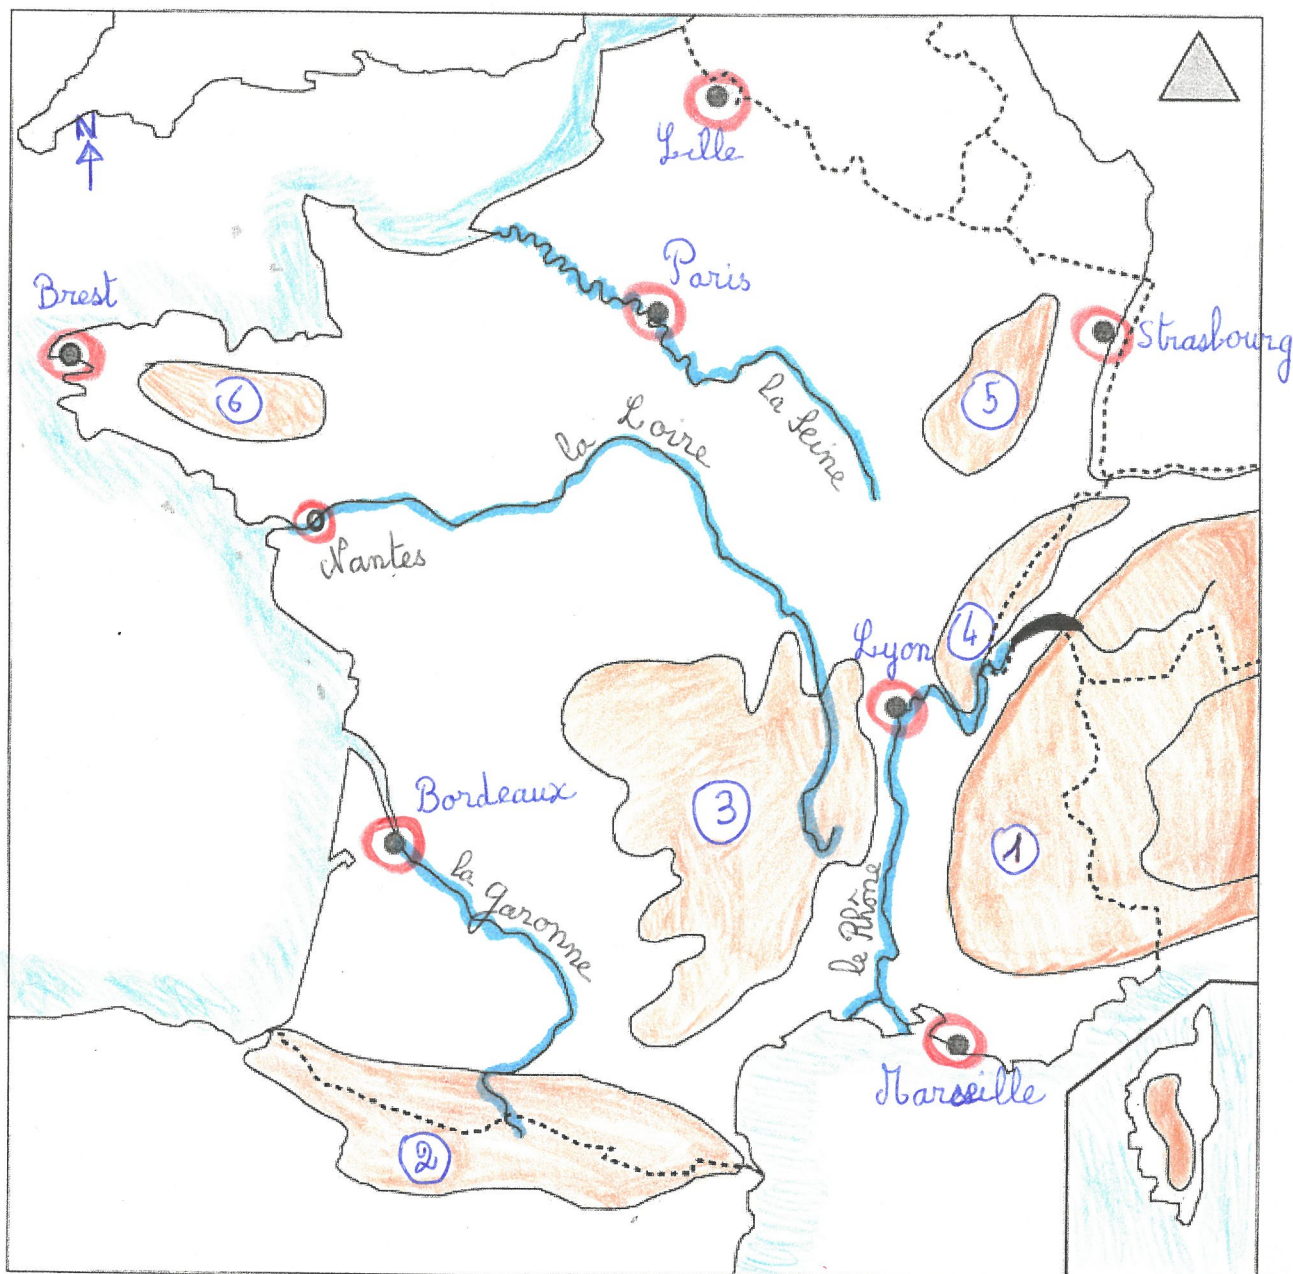 N
Lille
Paris
Brest
Strasbourg
la Seine
6
5
la Loire
Nantes
4
Lyon
3
Bordeaux
1
la Garonne
le Rhône
Marseille
2